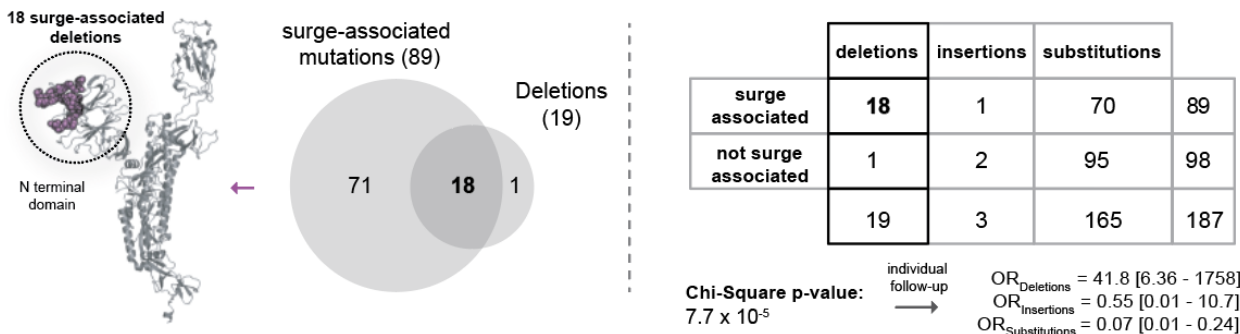 18 surge-associated
deletions
N terminal
domain
surge-associated
mutations (89)
Deletions
(19)
71
18
1
deletions insertions substitutions
surge
associated
18 1 70 89
not surge
associated
1 2 95 98
19 3 165 187
Chi-Square p-value:
7.7 x 10⁻⁵
individual
follow-up
OR_Deletions = 41.8 [6.36 - 1758]
OR_Insertions = 0.55 [0.01 - 10.7]
OR_Substitutions = 0.07 [0.01 - 0.24]